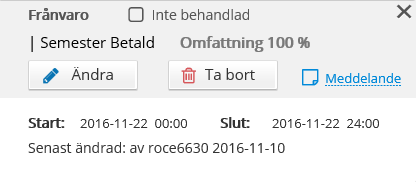 Frånvaro Inte behandlad
| Semester Betald Omfattning 100 %
Ändra Ta bort Meddelande
Start: 2016-11-22 00:00 Slut: 2016-11-22 24:00
Senast ändrad: av roce6630 2016-11-10